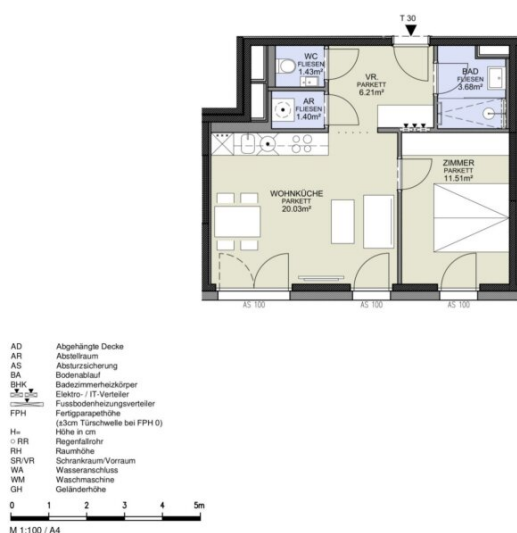 T 30
WC
FLIESEN
1.43m²
VR.
PARKETT
6.21m²
BAD
FLIESEN
3.68m²
AR
FLIESEN
1.40m²
ZIMMER
PARKETT
11.51m²
WOHNKÜCHE
PARKETT
20.03m²
AS 100
AS 100
AS 100
AD Abgehängte Decke
AR Abstellraum
AS Absturzsicherung
BA Bodenablauf
BHK Badezimmerheizkörper
Elektro- / IT-Verteiler
Fussbodenheizungsverteiler
FPH Fertigparapethöhe
(±3cm Türschwelle bei FPH 0)
H= Höhe in cm
○ RR Regenfallrohr
RH Raumhöhe
SR/VR Schrankraum/Vorraum
WA Wasseranschluss
WM Waschmaschine
GH Geländerhöhe
0 1 2 3 4 5m
M 1:100 / A4